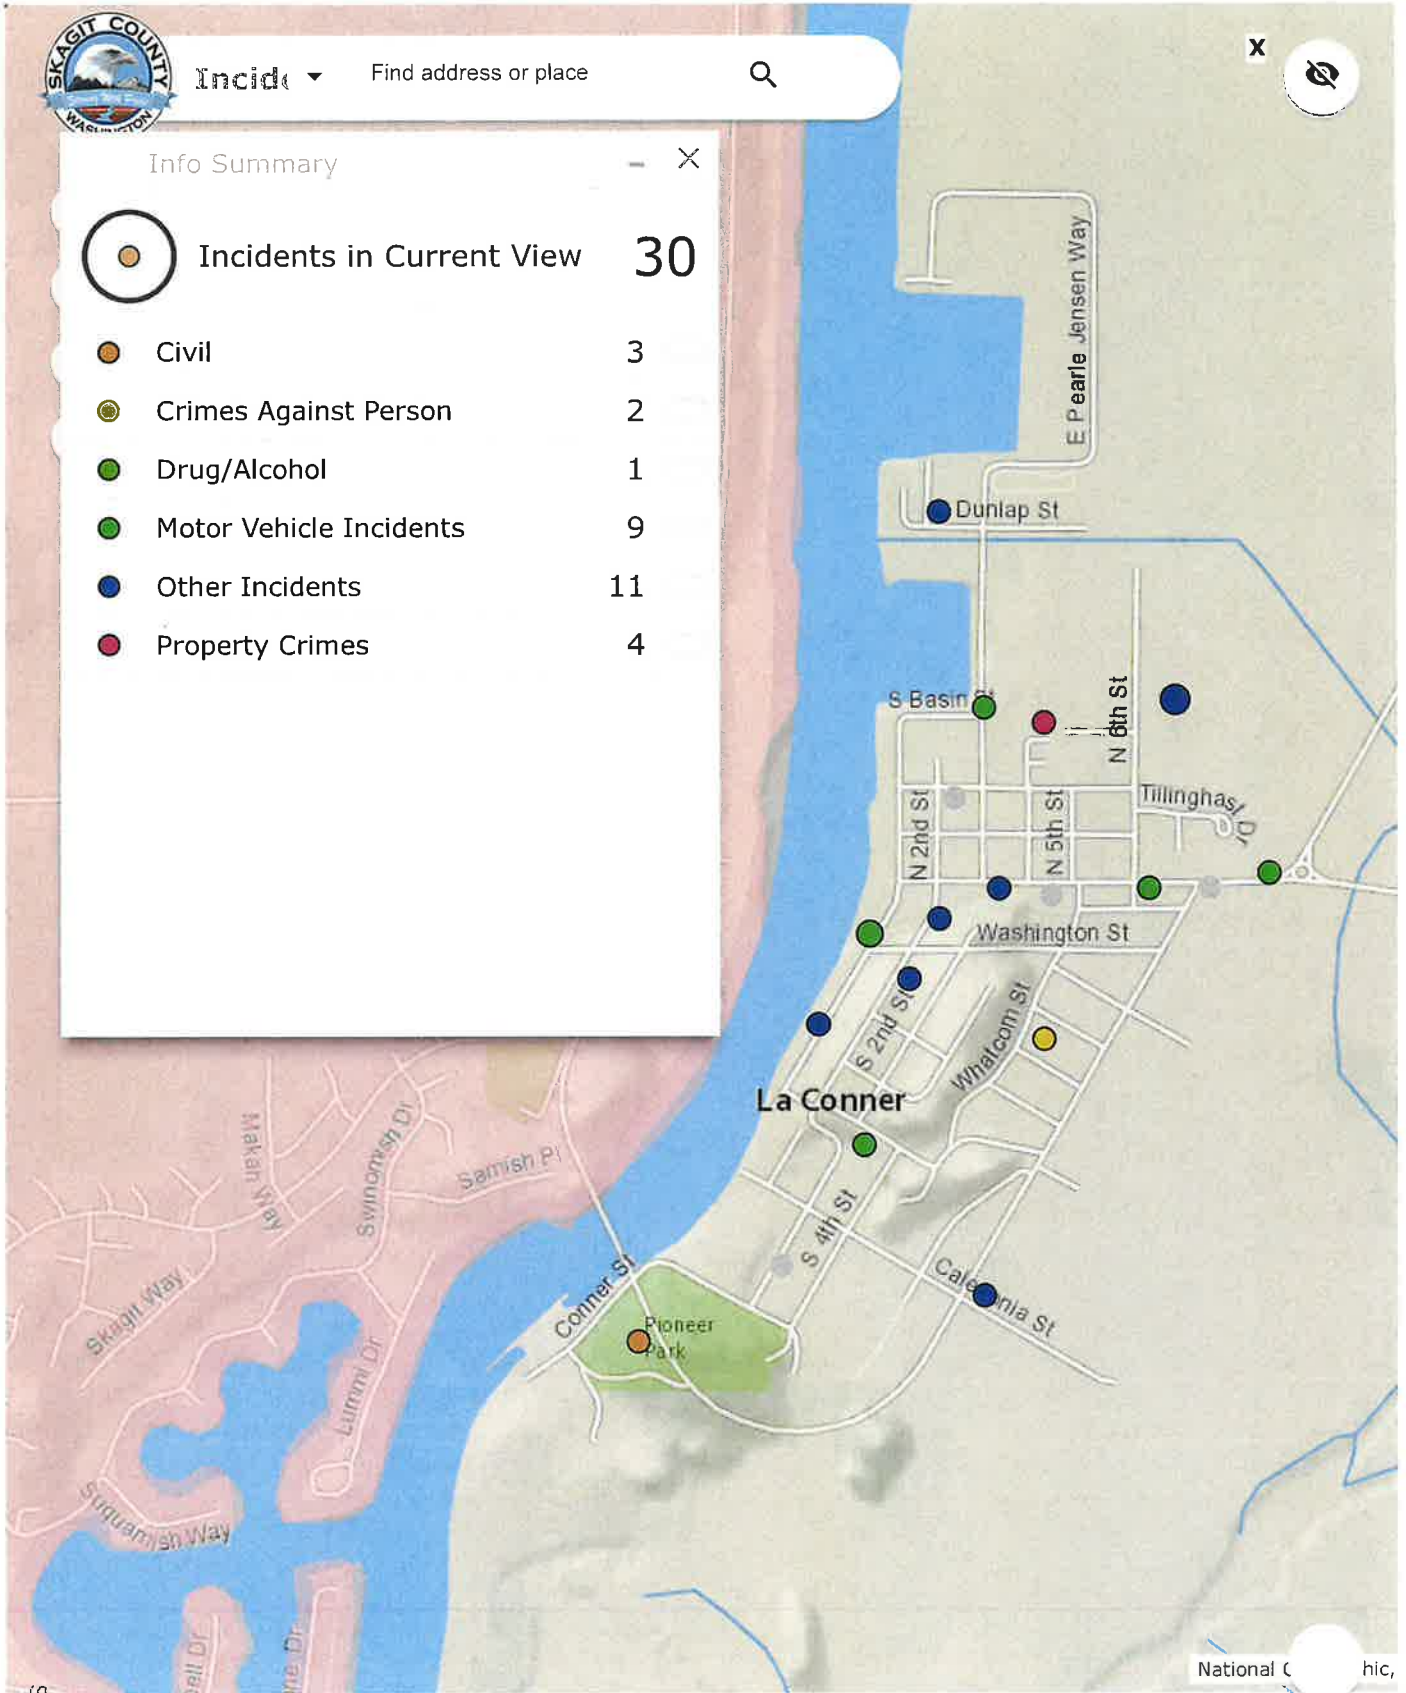 SKAGIT COUNTY
WASHINGTON
Find address or place
X
Info Summary
Incidents in Current View 30
Civil 3
Crimes Against Person 2
Drug/Alcohol 1
Motor Vehicle Incidents 9
Other Incidents 11
Property Crimes 4
E Pearle Jensen Way
Dunlap St
S Basin St
N 6th St
Tillinghast Dr
N 2nd St
N 5th St
Washington St
S 2nd St
Whatcom St
La Conner
Makah Way
Swinomish Dr
Samish Pl
S 4th St
Skagit Way
Conner St
Caledonia St
Pioneer
Park
Lummi Dr
Suquamish Way
National
hic,